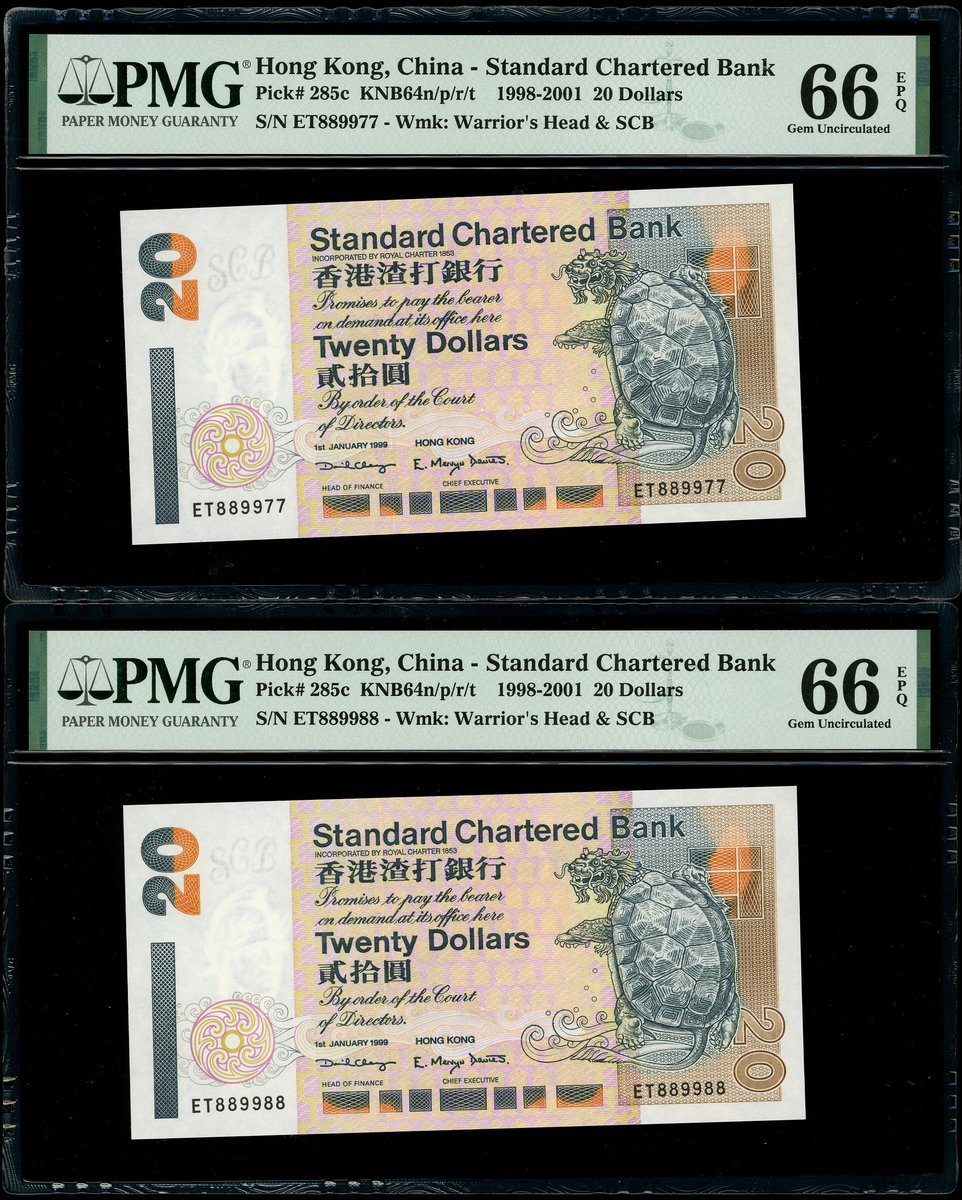 PMG®
PAPER MONEY GUARANTY
Hong Kong, China - Standard Chartered Bank
Pick# 285c KNB64n/p/r/t 1998-2001 20 Dollars
S/N ET889977 - Wmk: Warrior's Head & SCB
66 EPQ
Gem Uncirculated
20
SCB
Standard Chartered Bank
INCORPORATED BY ROYAL CHARTER 1853
香港渣打銀行
Promises to pay the bearer
on demand at its office here
Twenty Dollars
貳拾圓
By order of the Court
of Directors.
1st JANUARY 1999 HONG KONG
E. Mervyn Davies.
HEAD OF FINANCE CHIEF EXECUTIVE
20
ET889977
ET889977
PMG®
PAPER MONEY GUARANTY
Hong Kong, China - Standard Chartered Bank
Pick# 285c KNB64n/p/r/t 1998-2001 20 Dollars
S/N ET889988 - Wmk: Warrior's Head & SCB
66 EPQ
Gem Uncirculated
20
SCB
Standard Chartered Bank
INCORPORATED BY ROYAL CHARTER 1853
香港渣打銀行
Promises to pay the bearer
on demand at its office here
Twenty Dollars
貳拾圓
By order of the Court
of Directors.
1st JANUARY 1999 HONG KONG
E. Mervyn Davies.
HEAD OF FINANCE CHIEF EXECUTIVE
20
ET889988
ET889988